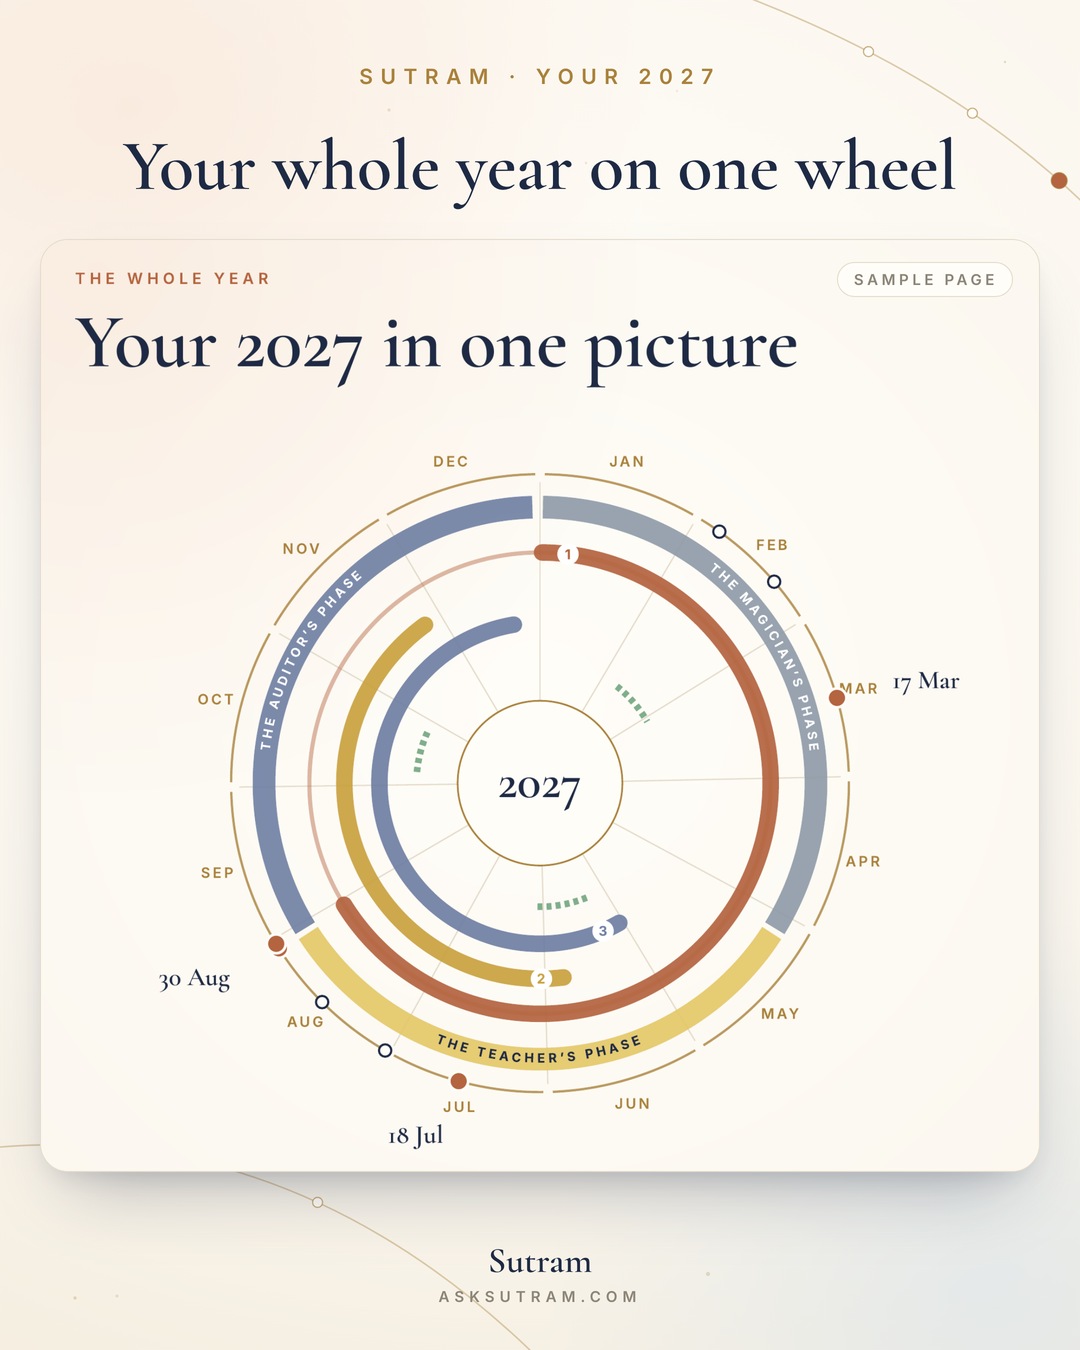 SUTRAM · YOUR 2027
Your whole year on one wheel
THE WHOLE YEAR
SAMPLE PAGE
Your 2027 in one picture
DEC
JAN
NOV
FEB
OCT
MAR
17 Mar
THE AUDITOR'S PHASE
THE MAGICIAN'S PHASE
1
2027
SEP
APR
3
2
30 Aug
AUG
MAY
THE TEACHER'S PHASE
JUL
JUN
18 Jul
Sutram
ASKSUTRAM.COM